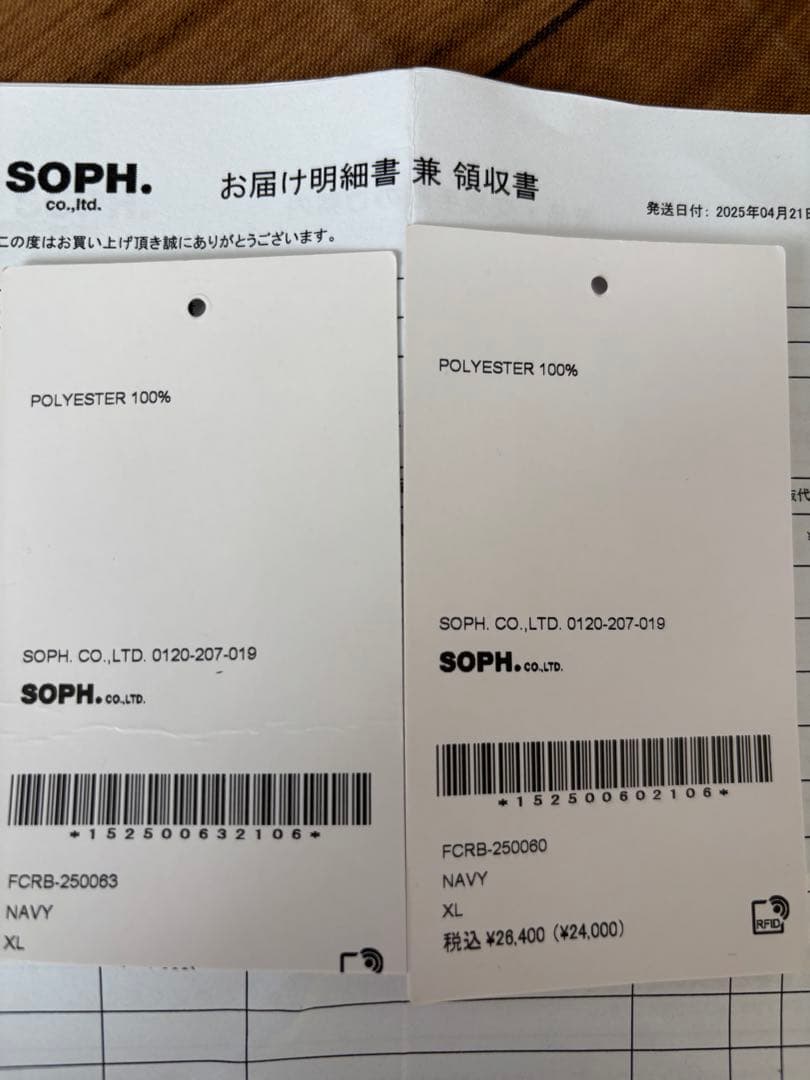 SOPH.
co.,ltd.
お届け明細書 兼 領収書
発送日付: 2025年04月21日
この度はお買い上げ頂き誠にありがとうございます。
POLYESTER 100%
SOPH. CO.,LTD. 0120-207-019
SOPH. CO.,LTD.
*152500632106*
FCRB-250063
NAVY
XL
POLYESTER 100%
SOPH. CO.,LTD. 0120-207-019
SOPH. CO.,LTD.
*152500602106*
FCRB-250060
NAVY
XL
税込 ¥26,400 (¥24,000)
RFID
代